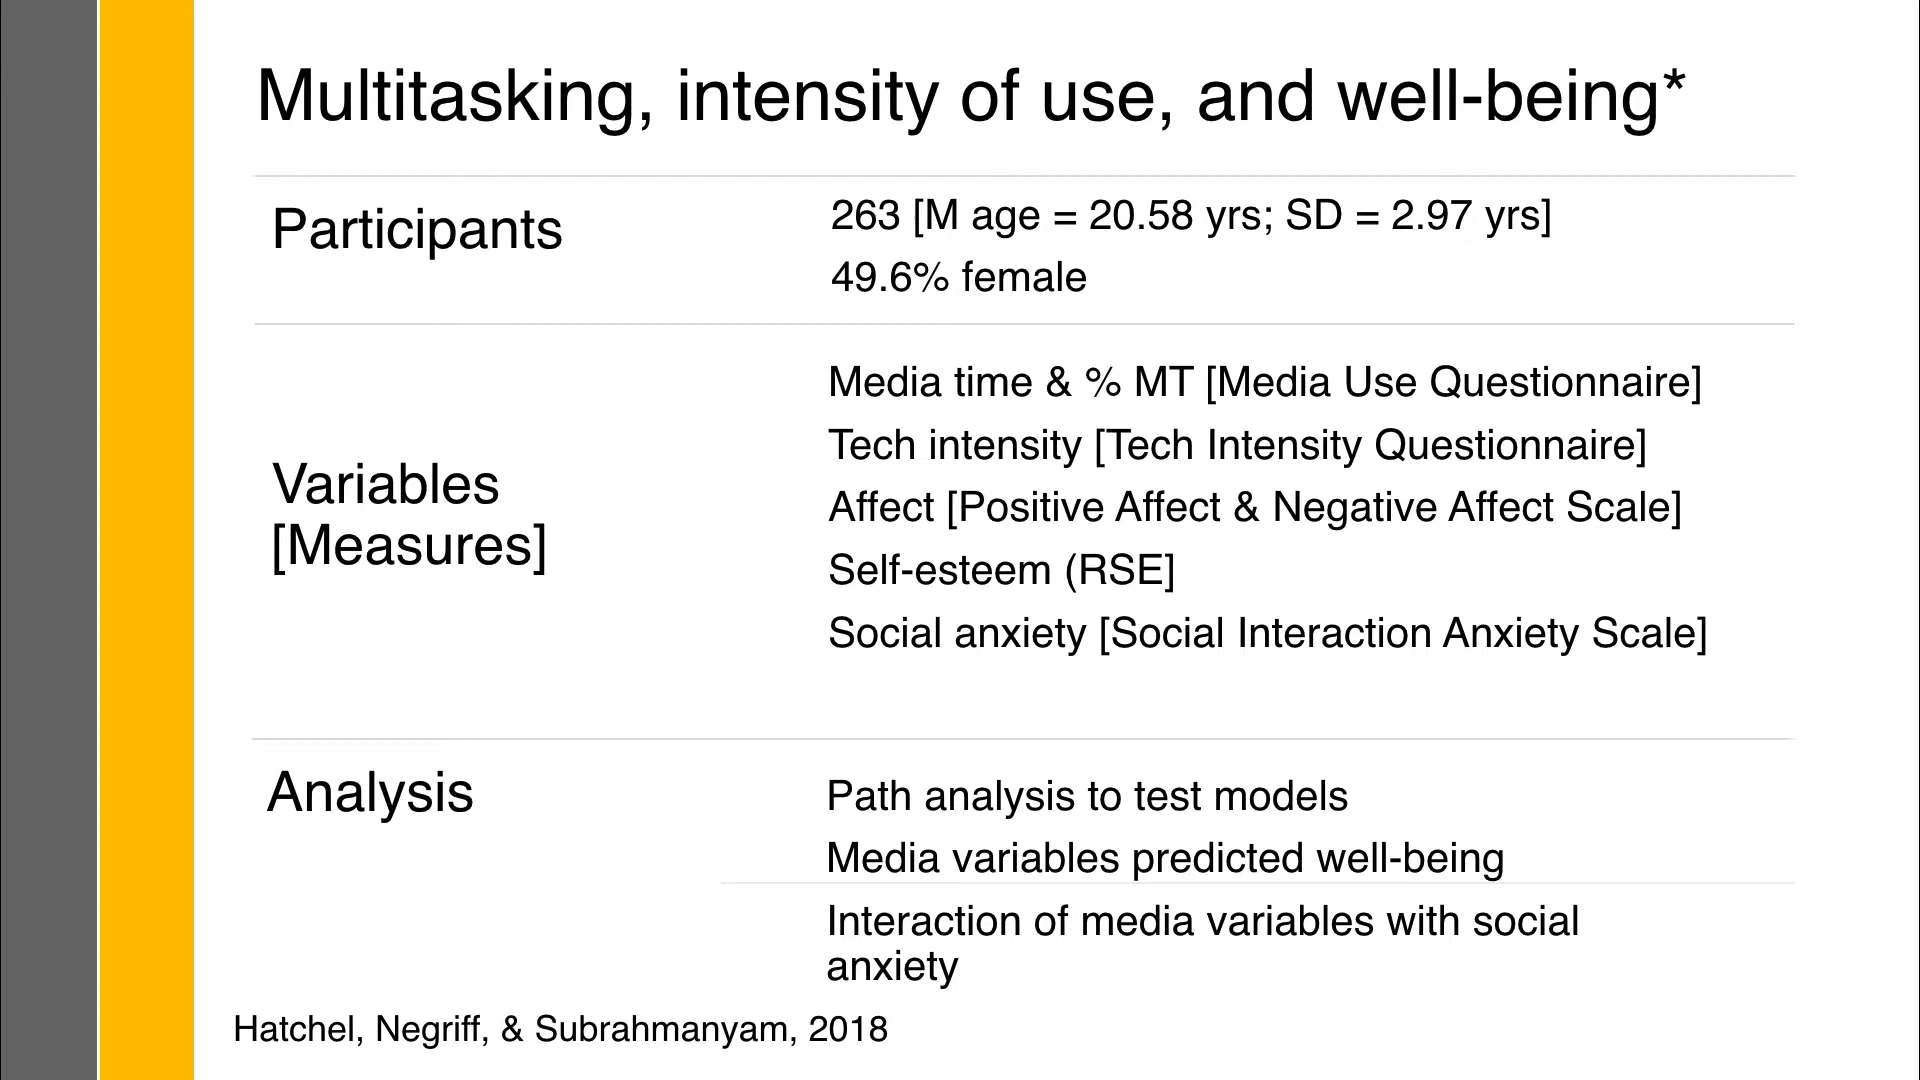 Multitasking, intensity of use, and well-being*
Participants
263 [M age = 20.58 yrs; SD = 2.97 yrs]
49.6% female
Variables
[Measures]
Media time & % MT [Media Use Questionnaire]
Tech intensity [Tech Intensity Questionnaire]
Affect [Positive Affect & Negative Affect Scale]
Self-esteem (RSE]
Social anxiety [Social Interaction Anxiety Scale]
Analysis
Path analysis to test models
Media variables predicted well-being
Interaction of media variables with social
anxiety
Hatchel, Negriff, & Subrahmanyam, 2018